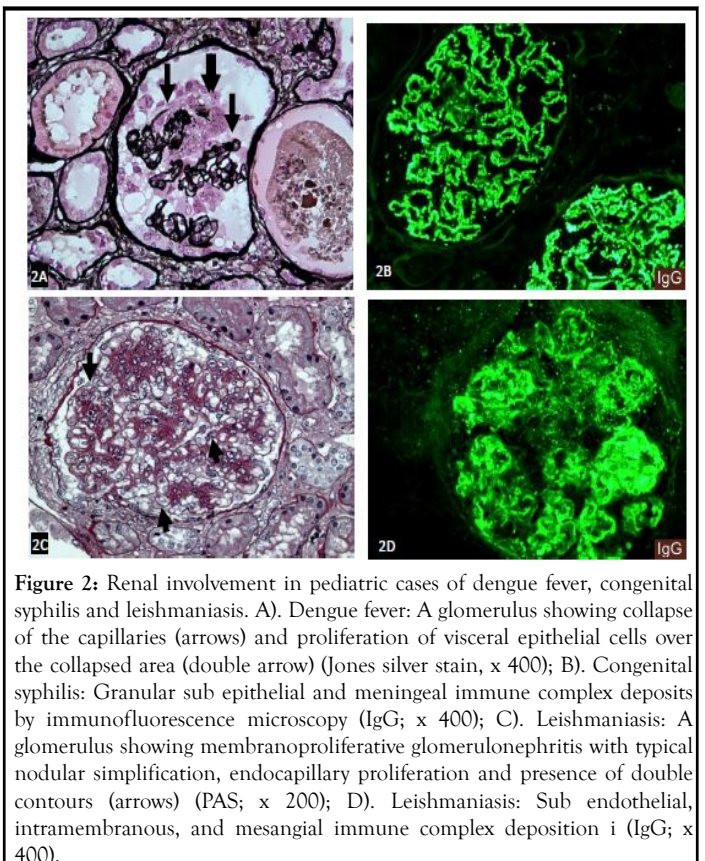 2A
2B
IgG
2C
2D
IgG
Figure 2: Renal involvement in pediatric cases of dengue fever, congenital
syphilis and leishmaniasis. A). Dengue fever: A glomerulus showing collapse
of the capillaries (arrows) and proliferation of visceral epithelial cells over
the collapsed area (double arrow) (Jones silver stain, x 400); B). Congenital
syphilis: Granular sub epithelial and meningeal immune complex deposits
by immunofluorescence microscopy (IgG; x 400); C). Leishmaniasis: A
glomerulus showing membranoproliferative glomerulonephritis with typical
nodular simplification, endocapillary proliferation and presence of double
contours (arrows) (PAS; x 200); D). Leishmaniasis: Sub endothelial,
intramembranous, and mesangial immune complex deposition i (IgG; x
400).